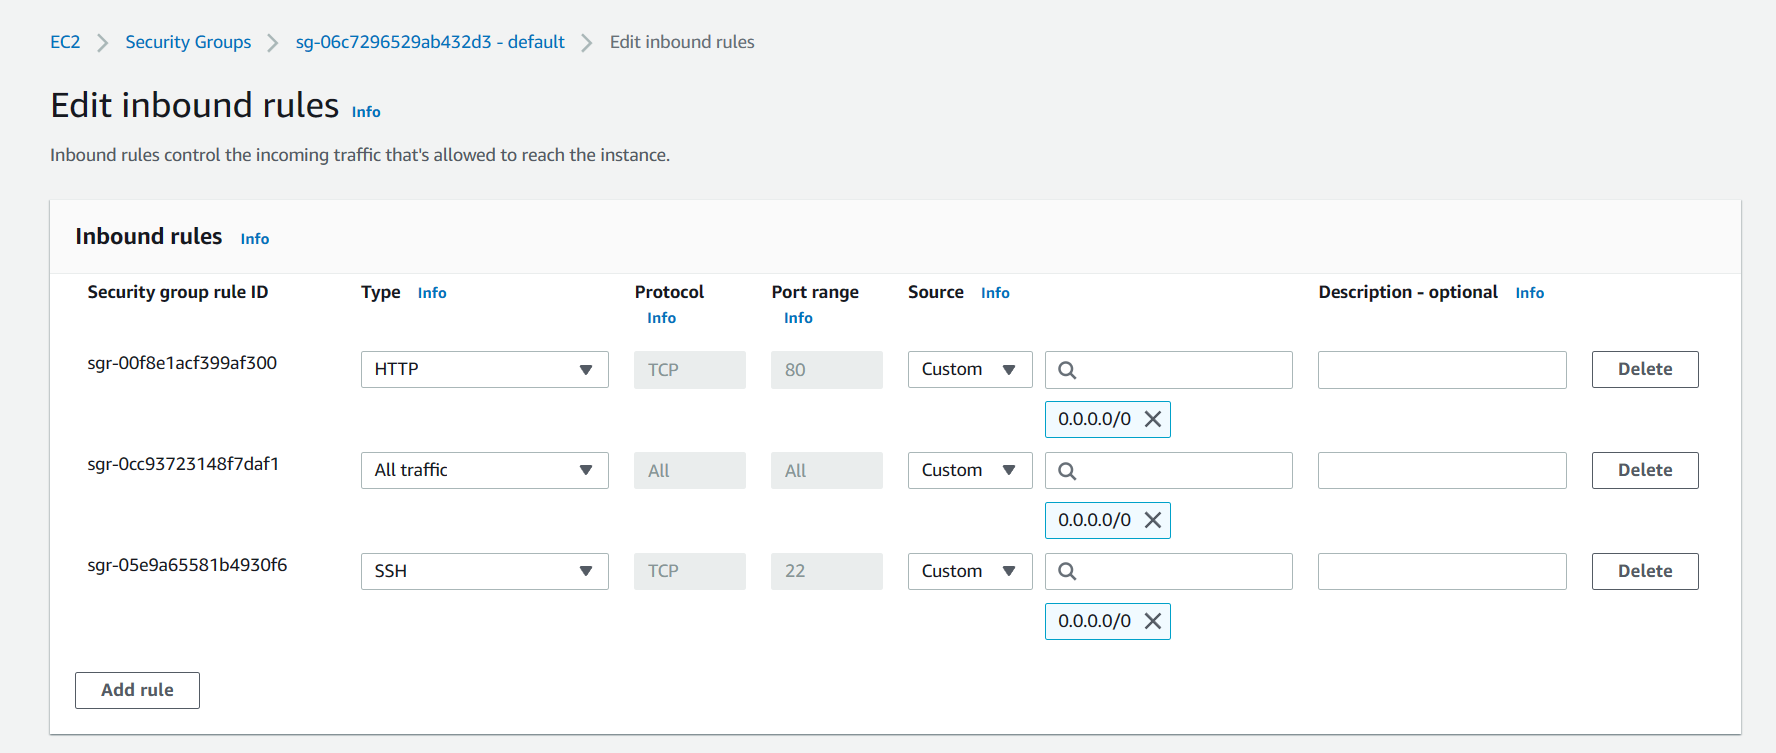 EC2 Security Groups sg-06c7296529ab432d3 - default Edit inbound rules
Edit inbound rules Info
Inbound rules control the incoming traffic that's allowed to reach the instance.
Inbound rules Info
Security group rule ID Type Info Protocol Info Port range Info Source Info Description - optional Info
sgr-00f8e1acf399af300 HTTP TCP 80 Custom Delete
0.0.0.0/0
sgr-0cc93723148f7daf1 All traffic All All Custom Delete
0.0.0.0/0
sgr-05e9a65581b4930f6 SSH TCP 22 Custom Delete
0.0.0.0/0
Add rule